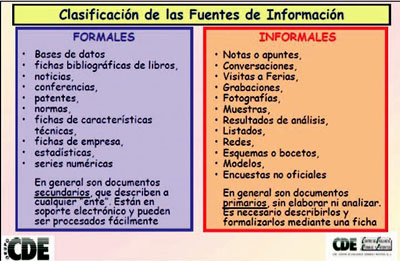 Clasificación de las Fuentes de Información
FORMALES
Bases de datos
fichas bibliográficas de libros,
noticias,
conferencias,
patentes,
normas,
fichas de características
técnicas,
fichas de empresa,
estadísticas,
series numéricas
En general son documentos
secundarios, que describen a
cualquier "ente". Están en
soporte electrónico y pueden
ser procesados fácilmente
INFORMALES
Notas o apuntes,
Conversaciones,
Visitas a Ferias,
Grabaciones,
Fotografías,
Muestras,
Resultados de análisis,
Listados,
Redes,
Esquemas o bocetos,
Modelos,
Encuestas no oficiales
En general son documentos
primarios, sin elaborar ni analizar.
Es necesario describirlos y
formalizarlos mediante una ficha
CDE
CDE